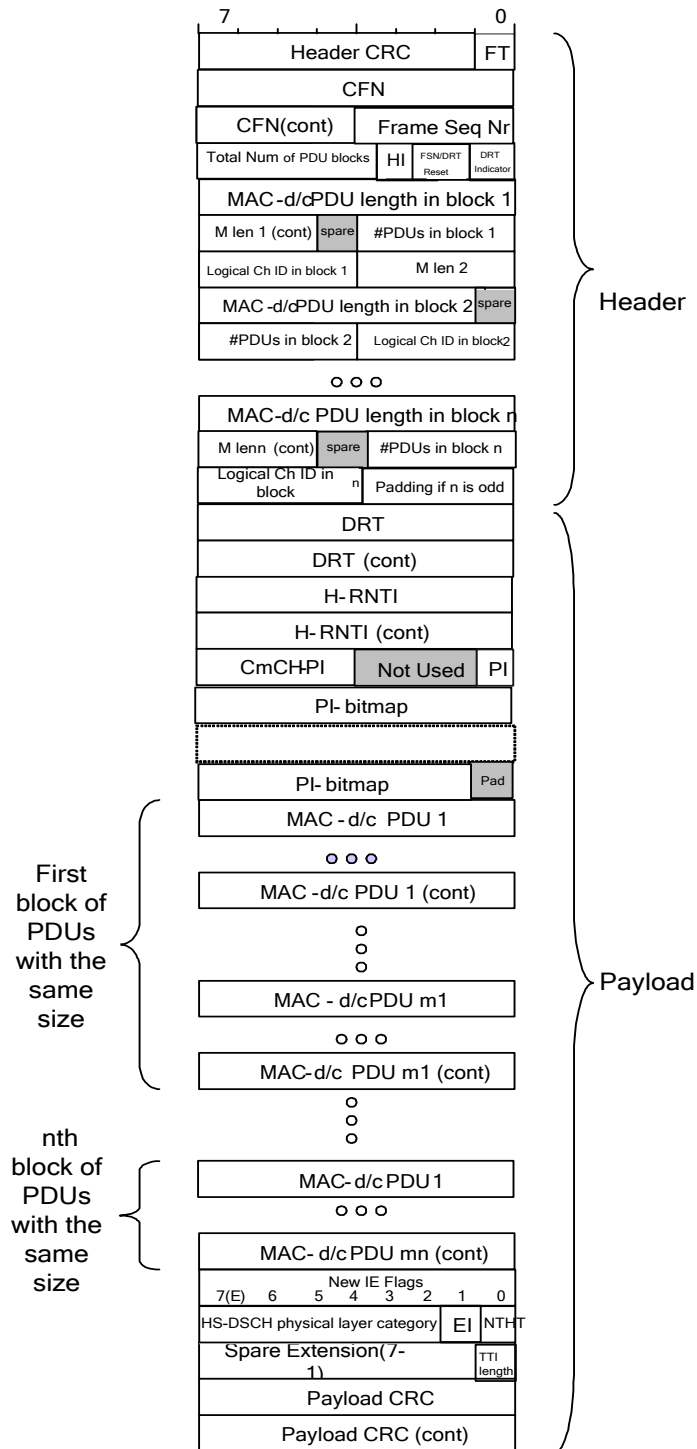 7 0
Header CRC FT
CFN
CFN(cont) Frame Seq Nr
Total Num of PDU blocks HI FSN/DRT Reset DRT Indicator
MAC-d/cPDU length in block 1
M len 1 (cont) spare #PDUs in block 1
Logical Ch ID in block 1 M len 2
MAC-d/cPDU length in block 2 spare
#PDUs in block 2 Logical Ch ID in block2
Header
MAC-d/c PDU length in block n
M lenn (cont) spare #PDUs in block n
Logical Ch ID in block n Padding if n is odd
DRT
DRT (cont)
H-RNTI
H-RNTI (cont)
CmCH-PI Not Used PI
PI-bitmap
PI-bitmap Pad
MAC-d/c PDU 1
First
block of
PDUs
with the
same
size
MAC-d/c PDU 1 (cont)
MAC-d/cPDU m1
Payload
MAC-d/c PDU m1 (cont)
nth
block of
PDUs
with the
same
size
MAC-d/cPDU1
MAC-d/cPDU mn (cont)
New IE Flags
7(E) 6 5 4 3 2 1 0
HS-DSCH physical layer category EI NTHT
Spare Extension(7-
1) TTI length
Payload CRC
Payload CRC (cont)